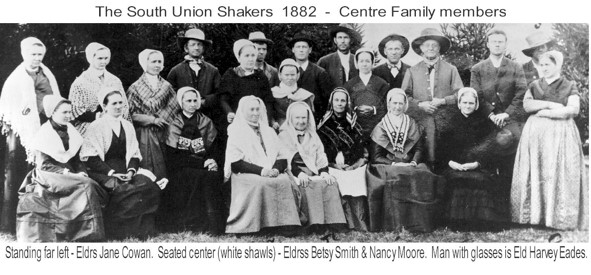 The South Union Shakers 1882 - Centre Family members
Standing far left - Eldrs Jane Cowan. Seated center (white shawls) - Eldrss Betsy Smith & Nancy Moore. Man with glasses is Eld Harvey Eades.